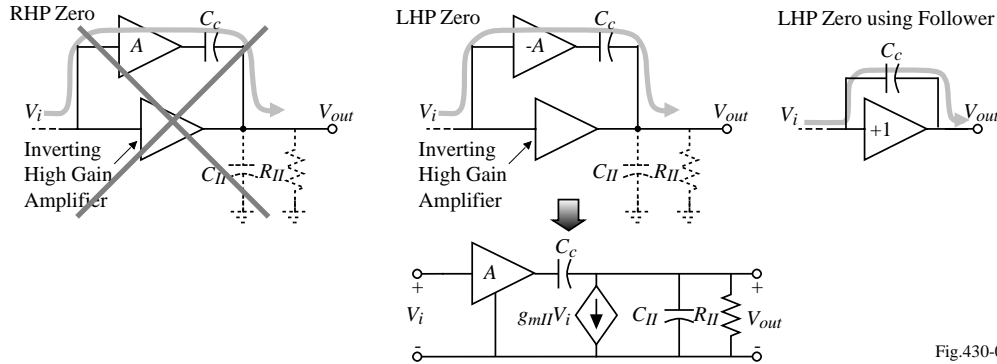 RHP Zero
C_c
A
V_i
V_out
Inverting
High Gain
Amplifier
C_II
R_II
LHP Zero
C_c
-A
V_i
V_out
Inverting
High Gain
Amplifier
C_II
R_II
LHP Zero using Follower
C_c
V_i
+1
V_out
C_c
A
+
V_i
-
g_mII V_i
C_II
R_II
+
V_out
-